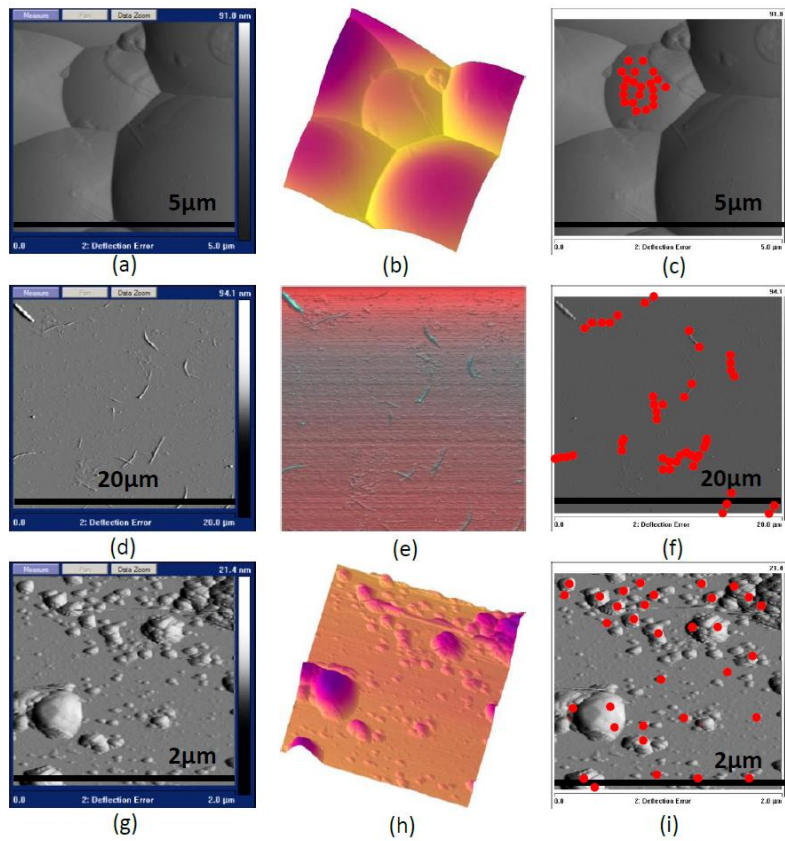 Measure Pan Data Zoom 91.0 nm
5µm
0.0 2: Deflection Error 5.0 µm
(a)
(b)
91.0
5µm
0.0 2: Deflection Error 5.0 µm
(c)
Measure Pan Data Zoom 94.1 nm
20µm
0.0 2: Deflection Error 20.0 µm
(d)
(e)
94.1
20µm
0.0 2: Deflection Error 20.0 µm
(f)
Measure Pan Data Zoom 21.4 nm
2µm
0.0 2: Deflection Error 2.0 µm
(g)
(h)
21.4
2µm
0.0 2: Deflection Error 2.0 µm
(i)